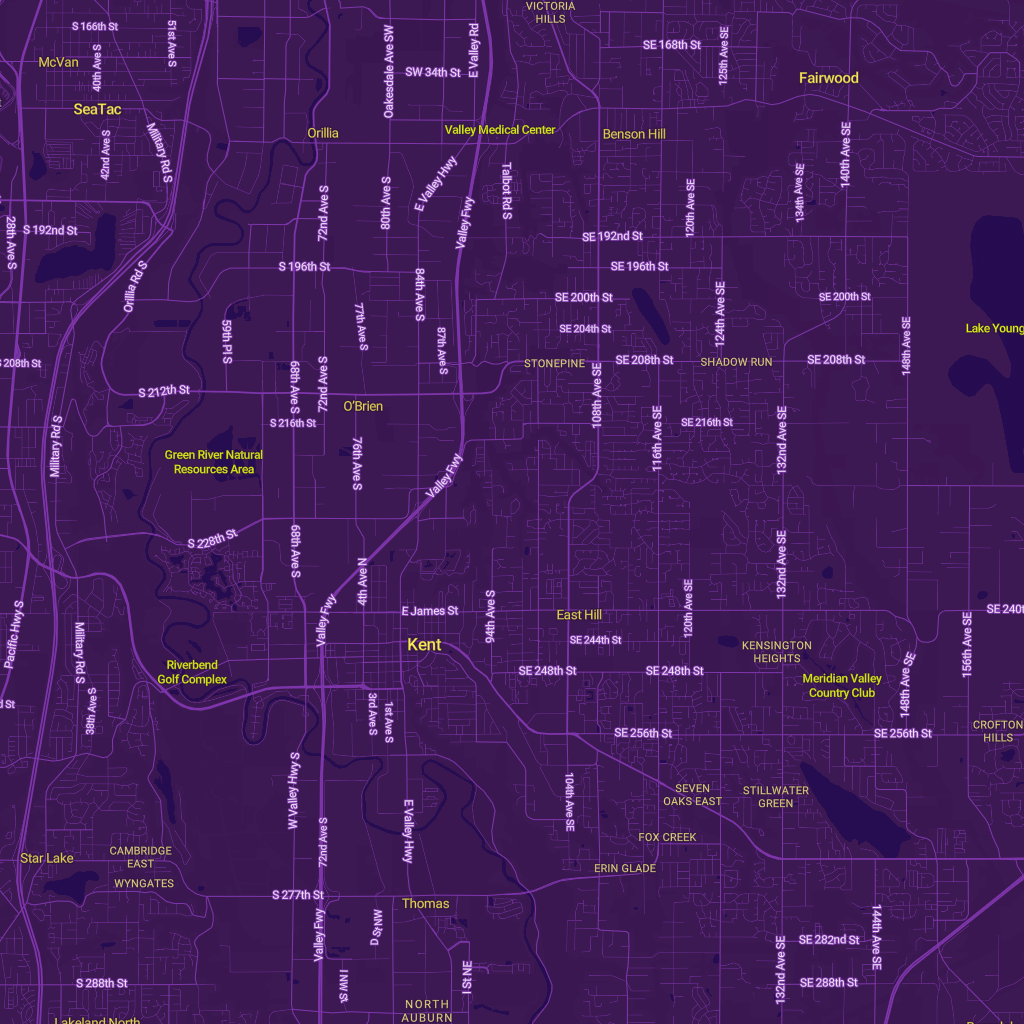 VICTORIA
HILLS
S 166th St
51st Ave S
Oakesdale Ave SW
E Valley Rd
SE 168th St
125th Ave SE
McVan
40th Ave S
SW 34th St
Fairwood
SeaTac
Military Rd S
Orillia
Valley Medical Center
Benson Hill
42nd Ave S
140th Ave SE
E Valley Hwy
Talbot Rd S
134th Ave SE
72nd Ave S
80th Ave S
120th Ave SE
Valley Fwy
28th Ave S
S 192nd St
SE 192nd St
S 196th St
SE 196th St
Orillia Rd S
84th Ave S
SE 200th St
SE 200th St
124th Ave SE
77th Ave S
59th Pl S
SE 204th St
Lake Young
87th Ave S
148th Ave SE
S 208th St
STONEPINE
SE 208th St
SHADOW RUN
SE 208th St
68th Ave S
72nd Ave S
108th Ave SE
S 212th St
O'Brien
S 216th St
SE 216th St
116th Ave SE
132nd Ave SE
Military Rd S
Green River Natural
Resources Area
76th Ave S
Valley Fwy
S 228th St
68th Ave S
132nd Ave SE
4th Ave N
Valley Fwy
E James St
94th Ave S
East Hill
120th Ave SE
SE 240t
Pacific Hwy S
Military Rd S
Kent
SE 244th St
156th Ave SE
KENSINGTON
HEIGHTS
Riverbend
Golf Complex
SE 248th St
SE 248th St
Meridian Valley
Country Club
148th Ave SE
38th Ave S
3rd Ave S
1st Ave S
d St
SE 256th St
SE 256th St
CROFTON
HILLS
W Valley Hwy S
104th Ave SE
SEVEN
OAKS EAST
STILLWATER
GREEN
E Valley Hwy
72nd Ave S
FOX CREEK
Star Lake
CAMBRIDGE
EAST
WYNGATES
ERIN GLADE
S 277th St
Thomas
Valley Fwy
D St NW
144th Ave SE
SE 282nd St
132nd Ave SE
S 288th St
I St NW
I St NE
SE 288th St
NORTH
AUBURN
Lakeland North